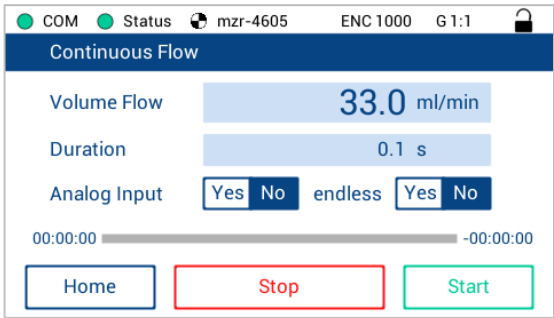 COM Status mzr-4605 ENC 1000 G 1:1
Continuous Flow
Volume Flow 33.0 ml/min
Duration 0.1 s
Analog Input Yes No endless Yes No
00:00:00 -00:00:00
Home Stop Start